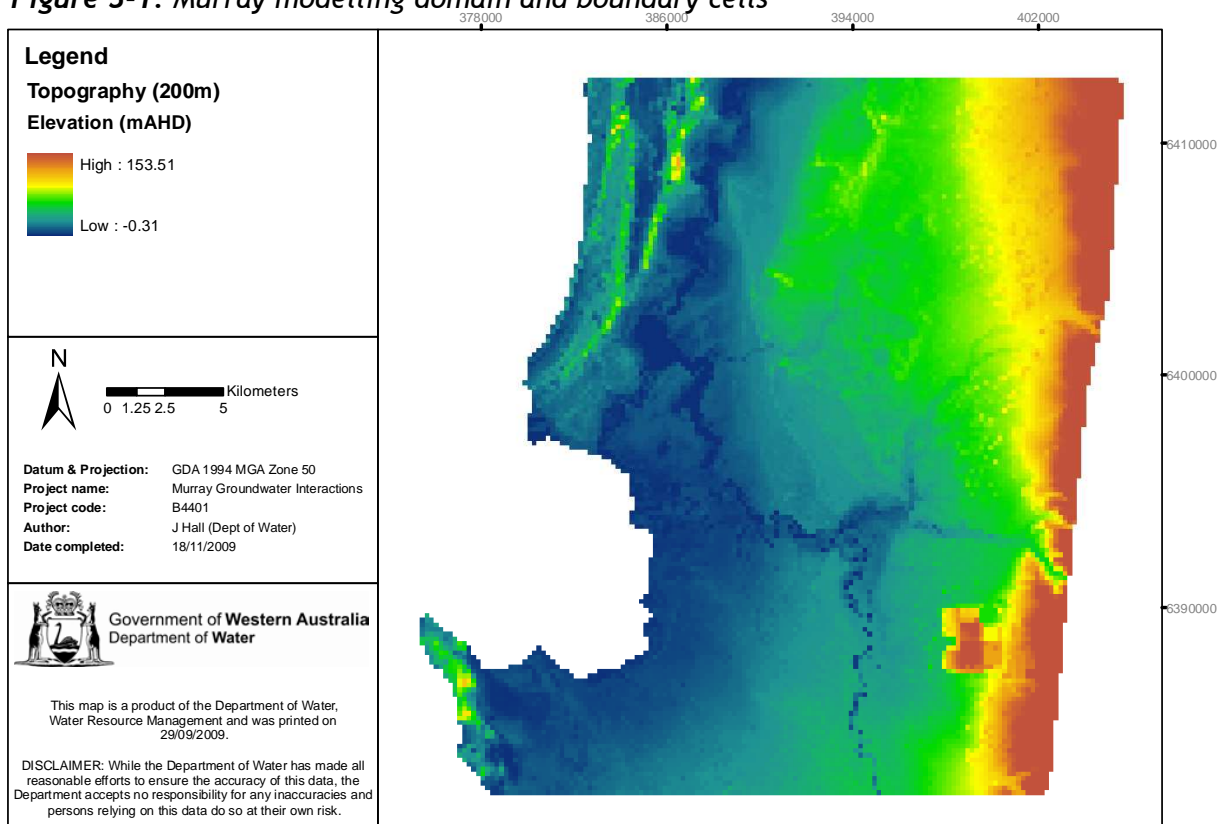 Figure 5-1: Murray modelling domain and boundary cells
378000 386000 394000 402000
Legend
Topography (200m)
Elevation (mAHD)
High : 153.51
Low : -0.31
6410000
6400000
6390000
N
Kilometers
0 1.25 2.5 5
Datum & Projection: GDA 1994 MGA Zone 50
Project name: Murray Groundwater Interactions
Project code: B4401
Author: J Hall (Dept of Water)
Date completed: 18/11/2009
Government of Western Australia
Department of Water
This map is a product of the Department of Water,
Water Resource Management and was printed on
29/09/2009.
DISCLAIMER: While the Department of Water has made all
reasonable efforts to ensure the accuracy of this data, the
Department accepts no responsibility for any inaccuracies and
persons relying on this data do so at their own risk.